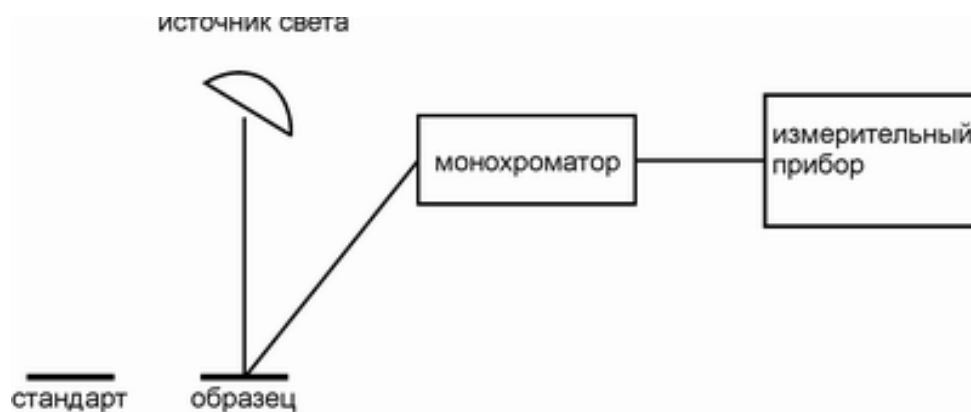 источник света
монохроматор
измерительный
прибор
стандарт
образец